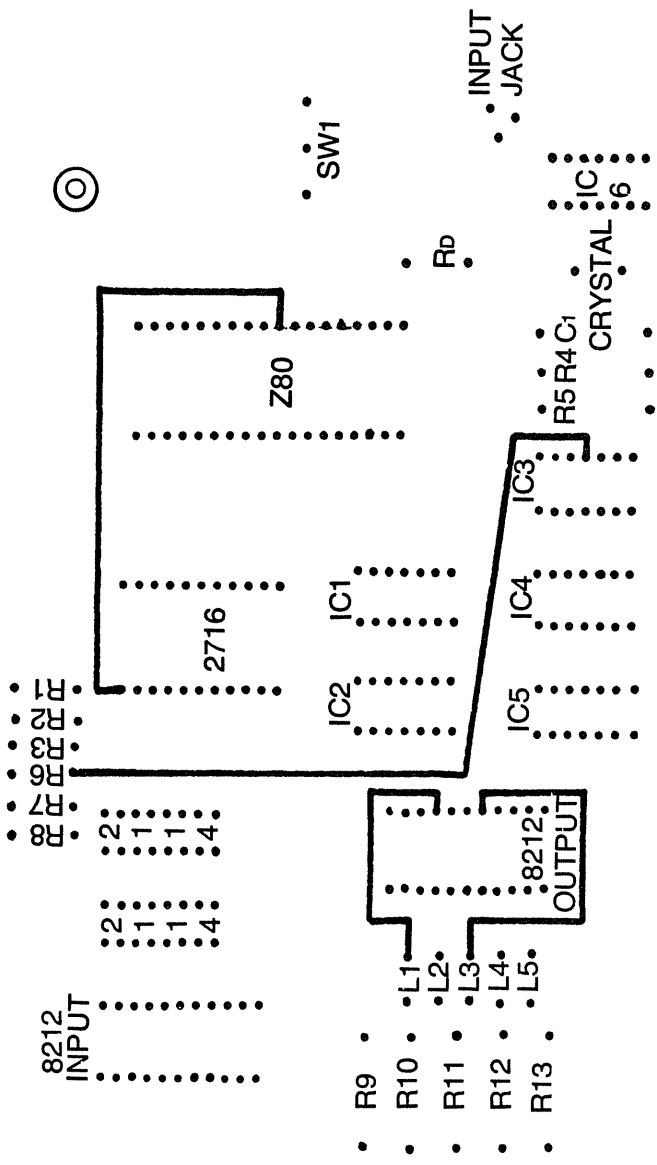 8212
INPUT
R8 R7 R6 R3 R2 R1
2
1
1
4
2
1
1
4
2716
Z80
SW1
R9
R10
R11
R12
R13
L1
L2
L3
L4
L5
8212
OUTPUT
IC2
IC1
IC5
IC4
IC3
RD
INPUT
JACK
R5
R4
C1
CRYSTAL
IC
6